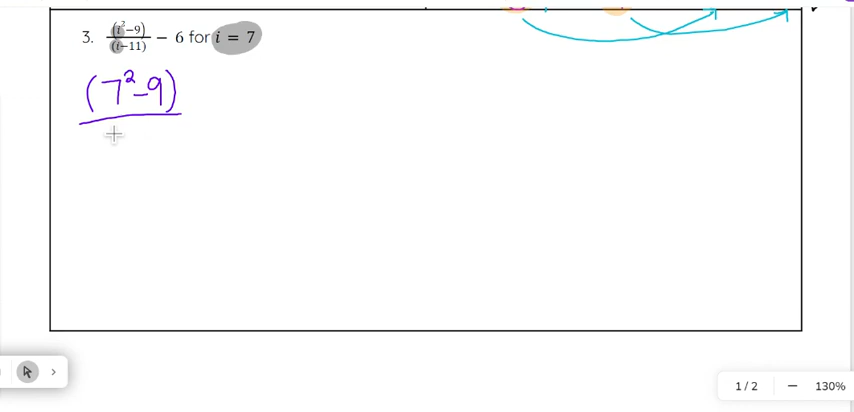 3. (i²−9)/(i−11) − 6 for i = 7
(7²−9)
1 / 2 − 130%